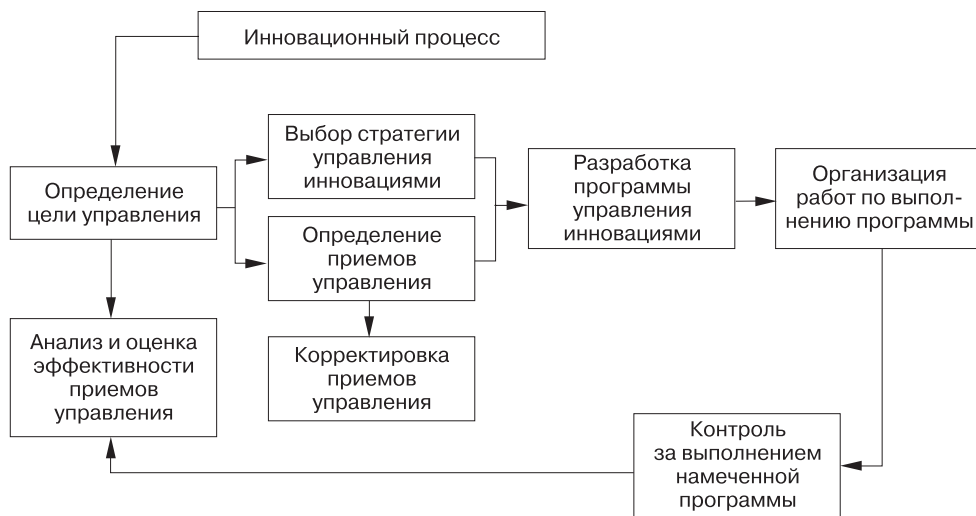 Инновационный процесс
Выбор стратегии
управления
инновациями
Определение
цели управления
Определение
приемов
управления
Разработка
программы
управления
инновациями
Организация
работ по выпол-
нению программы
Анализ и оценка
эффективности
приемов
управления
Корректировка
приемов
управления
Контроль
за выполнением
намеченной
программы